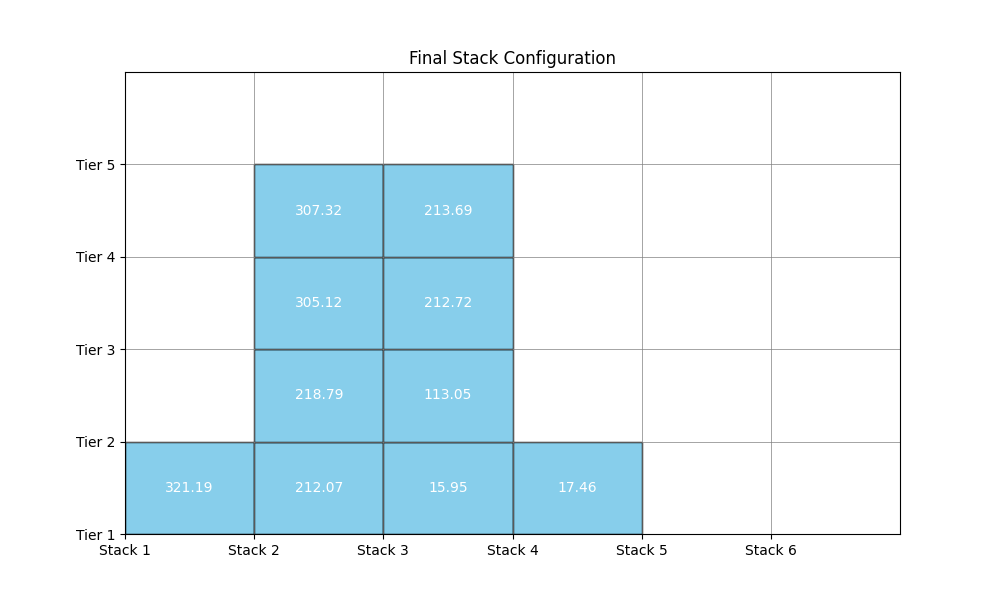 Final Stack Configuration
Tier 5
307.32 213.69
Tier 4
305.12 212.72
Tier 3
218.79 113.05
Tier 2
321.19 212.07 15.95 17.46
Tier 1
Stack 1 Stack 2 Stack 3 Stack 4 Stack 5 Stack 6